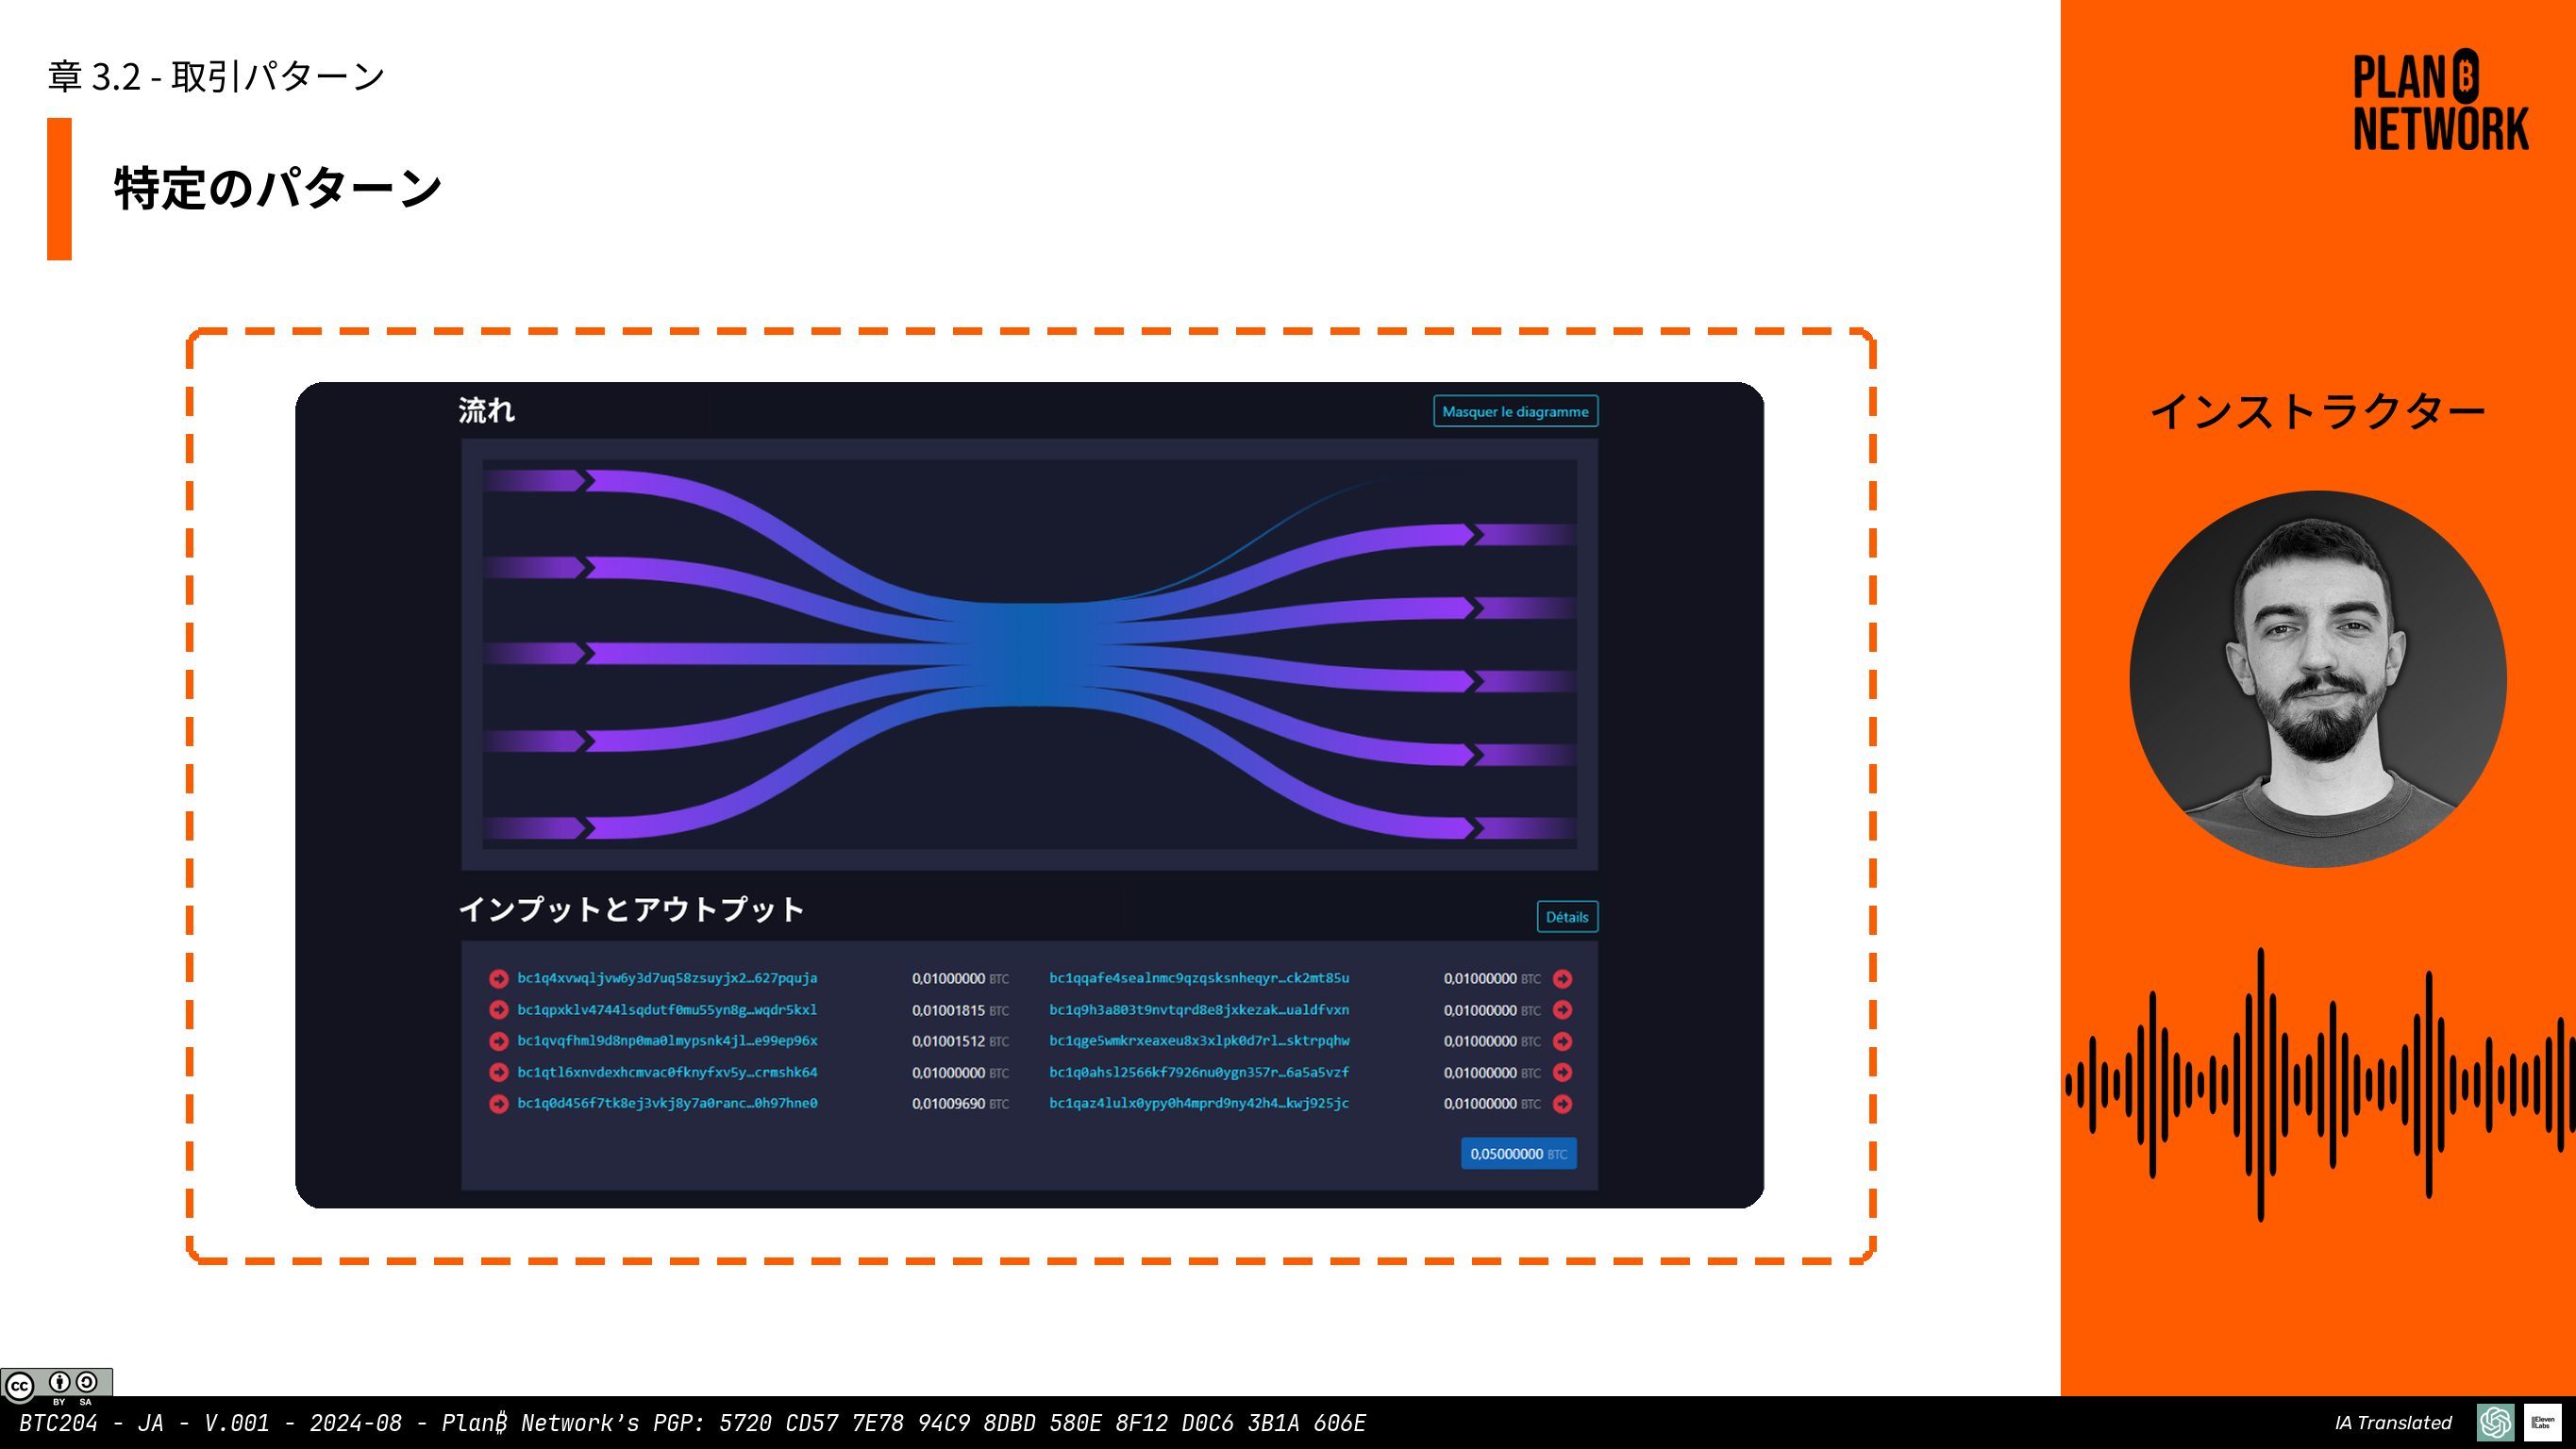 章 3.2 - 取引パターン
特定のパターン
PLAN B
NETWORK
インストラクター
流れ
Masquer le diagramme
インプットとアウトプット
Détails
bc1q4xvwqljvw6y3d7uq58zsuyjx2…627pquja 0,01000000 BTC bc1qqafe4sealnmc9qzqsksnheqyr…ck2mt85u 0,01000000 BTC
bc1qpxklv4744lsqdutf0mu55yn8g…wqdr5kxl 0,01001815 BTC bc1q9h3a803t9nvtqrd8e8jxkezak…ualdfvxn 0,01000000 BTC
bc1qvqfhml9d8np0ma0lmypsnk4jl…e99ep96x 0,01001512 BTC bc1qge5wmkrxeaxeu8x3xlpk0d7rl…sktrpqhw 0,01000000 BTC
bc1qtl6xnvdexhcmvac0fknyfxv5y…crmshk64 0,01000000 BTC bc1q0ahsl2566kf7926nu0ygn357r…6a5a5vzf 0,01000000 BTC
bc1q0d456f7tk8ej3vkj8y7a0ranc…0h97hne0 0,01009690 BTC bc1qaz4lulx0ypy0h4mprd9ny42h4…kwj925jc 0,01000000 BTC
0,05000000 BTC
CC BY SA
BTC204 - JA - V.001 - 2024-08 - Plan₿ Network's PGP: 5720 CD57 7E78 94C9 8DBD 580E 8F12 D0C6 3B1A 606E
IA Translated
ElevenLabs